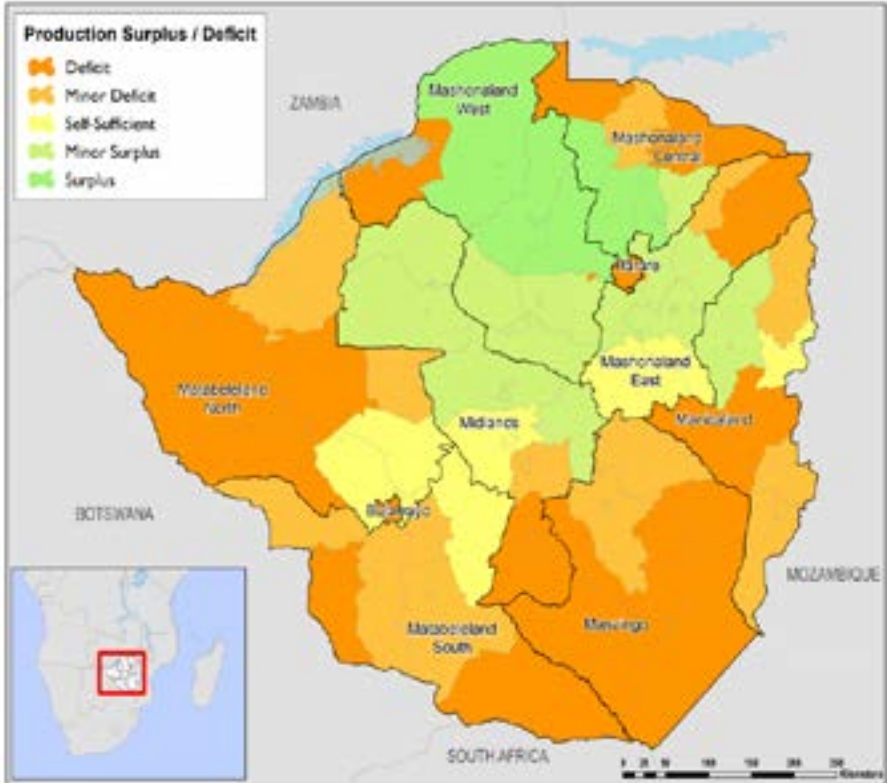 Production Surplus / Deficit
Deficit
Minor Deficit
Self-Sufficient
Minor Surplus
Surplus
ZAMBIA
Mashonaland
West
Mashonaland
Central
Harare
Matabeleland
North
Mashonaland
East
Midlands
Manicaland
Bulawayo
BOTSWANA
MOZAMBIQUE
Masvingo
Matabeleland
South
SOUTH AFRICA